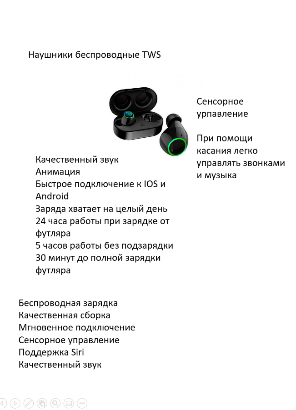 Наушники беспроводные TWS
Сенсорное
урпавление
При помощи
касания легко
управлять звонками
и музыка
Качественный звук
Анимация
Быстрое подключение к IOS и
Android
Заряда хватает на целый день
24 часа работы при зарядке от
футляра
5 часов работы без подзарядки
30 минут до полной зарядки
футляра
Беспроводная зарядка
Качественная сборка
Мгновенное подключение
Сенсорное управление
Поддержка Siri
Качественный звук